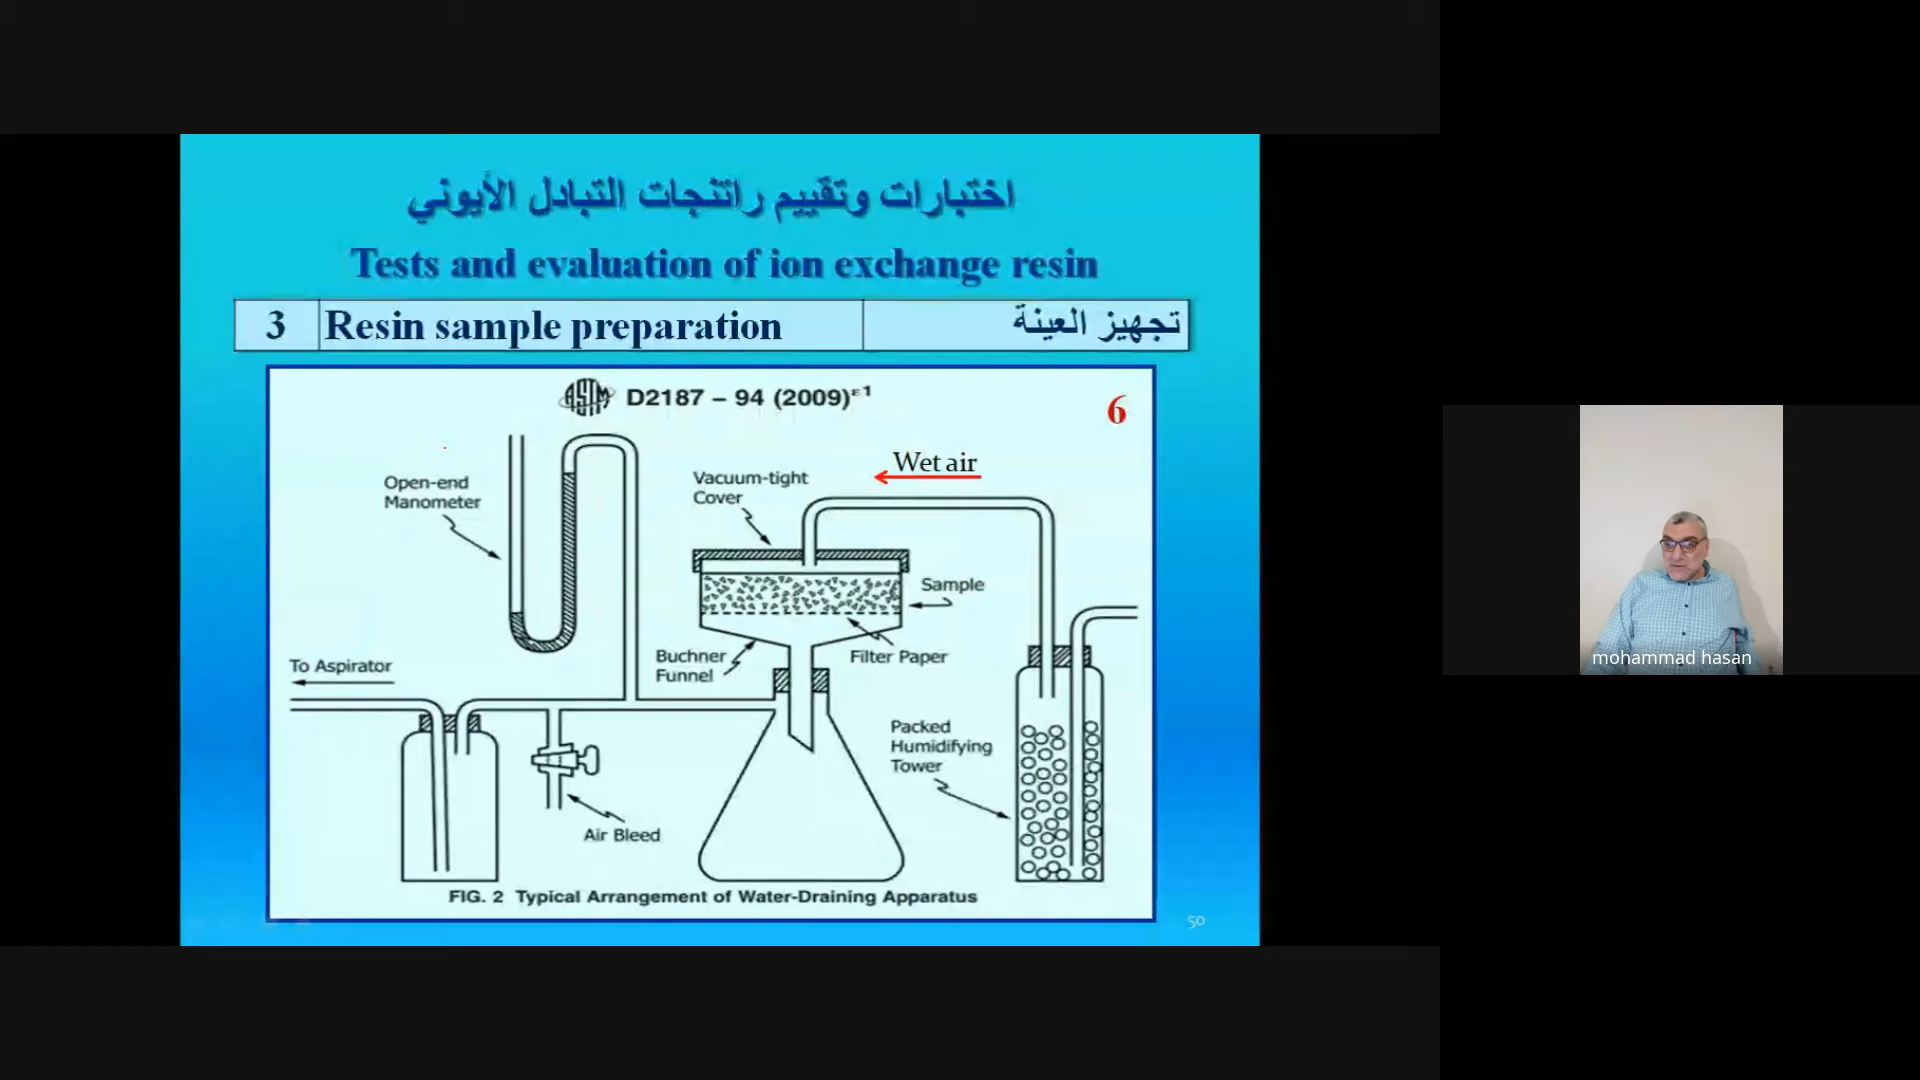 اختبارات وتقييم راتنجات التبادل الأيوني
Tests and evaluation of ion exchange resin
3 Resin sample preparation تجهيز العينة
ASTM D2187 – 94 (2009)ε1
6
Wet air
Open-end
Manometer
Vacuum-tight
Cover
Sample
To Aspirator
Buchner
Funnel
Filter Paper
Packed
Humidifying
Tower
Air Bleed
FIG. 2 Typical Arrangement of Water-Draining Apparatus
50
mohammad hasan